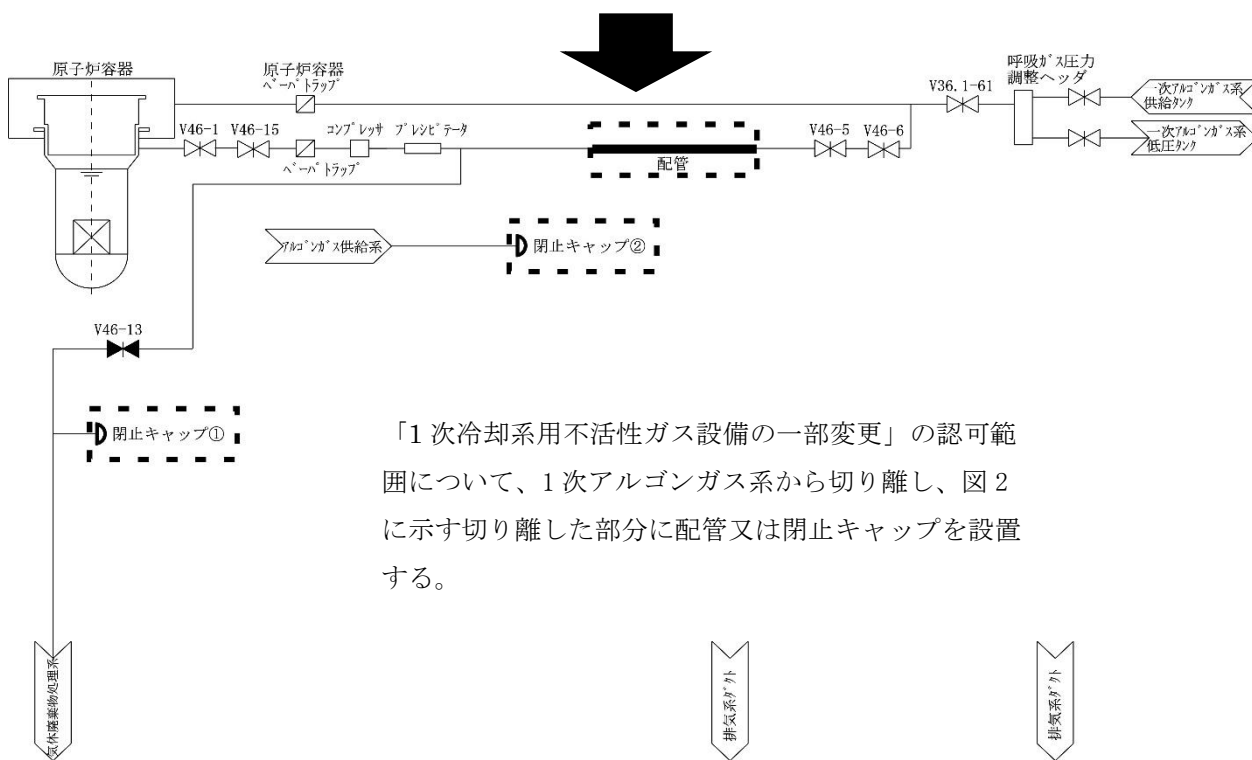 原子炉容器
原子炉容器
ベーパトラップ
呼吸ガス圧力
調整ヘッダ
V36.1-61
一次アルゴンガス系
供給タンク
一次アルゴンガス系
低圧タンク
V46-1
V46-15
コンプレッサ
プレシピテータ
V46-5
V46-6
ベーパトラップ
配管
アルゴンガス供給系
閉止キャップ②
V46-13
閉止キャップ①
「1次冷却系用不活性ガス設備の一部変更」の認可範
囲について、1次アルゴンガス系から切り離し、図2
に示す切り離した部分に配管又は閉止キャップを設置
する。
気体廃棄物処理系
排気系ダクト
排気系ダクト